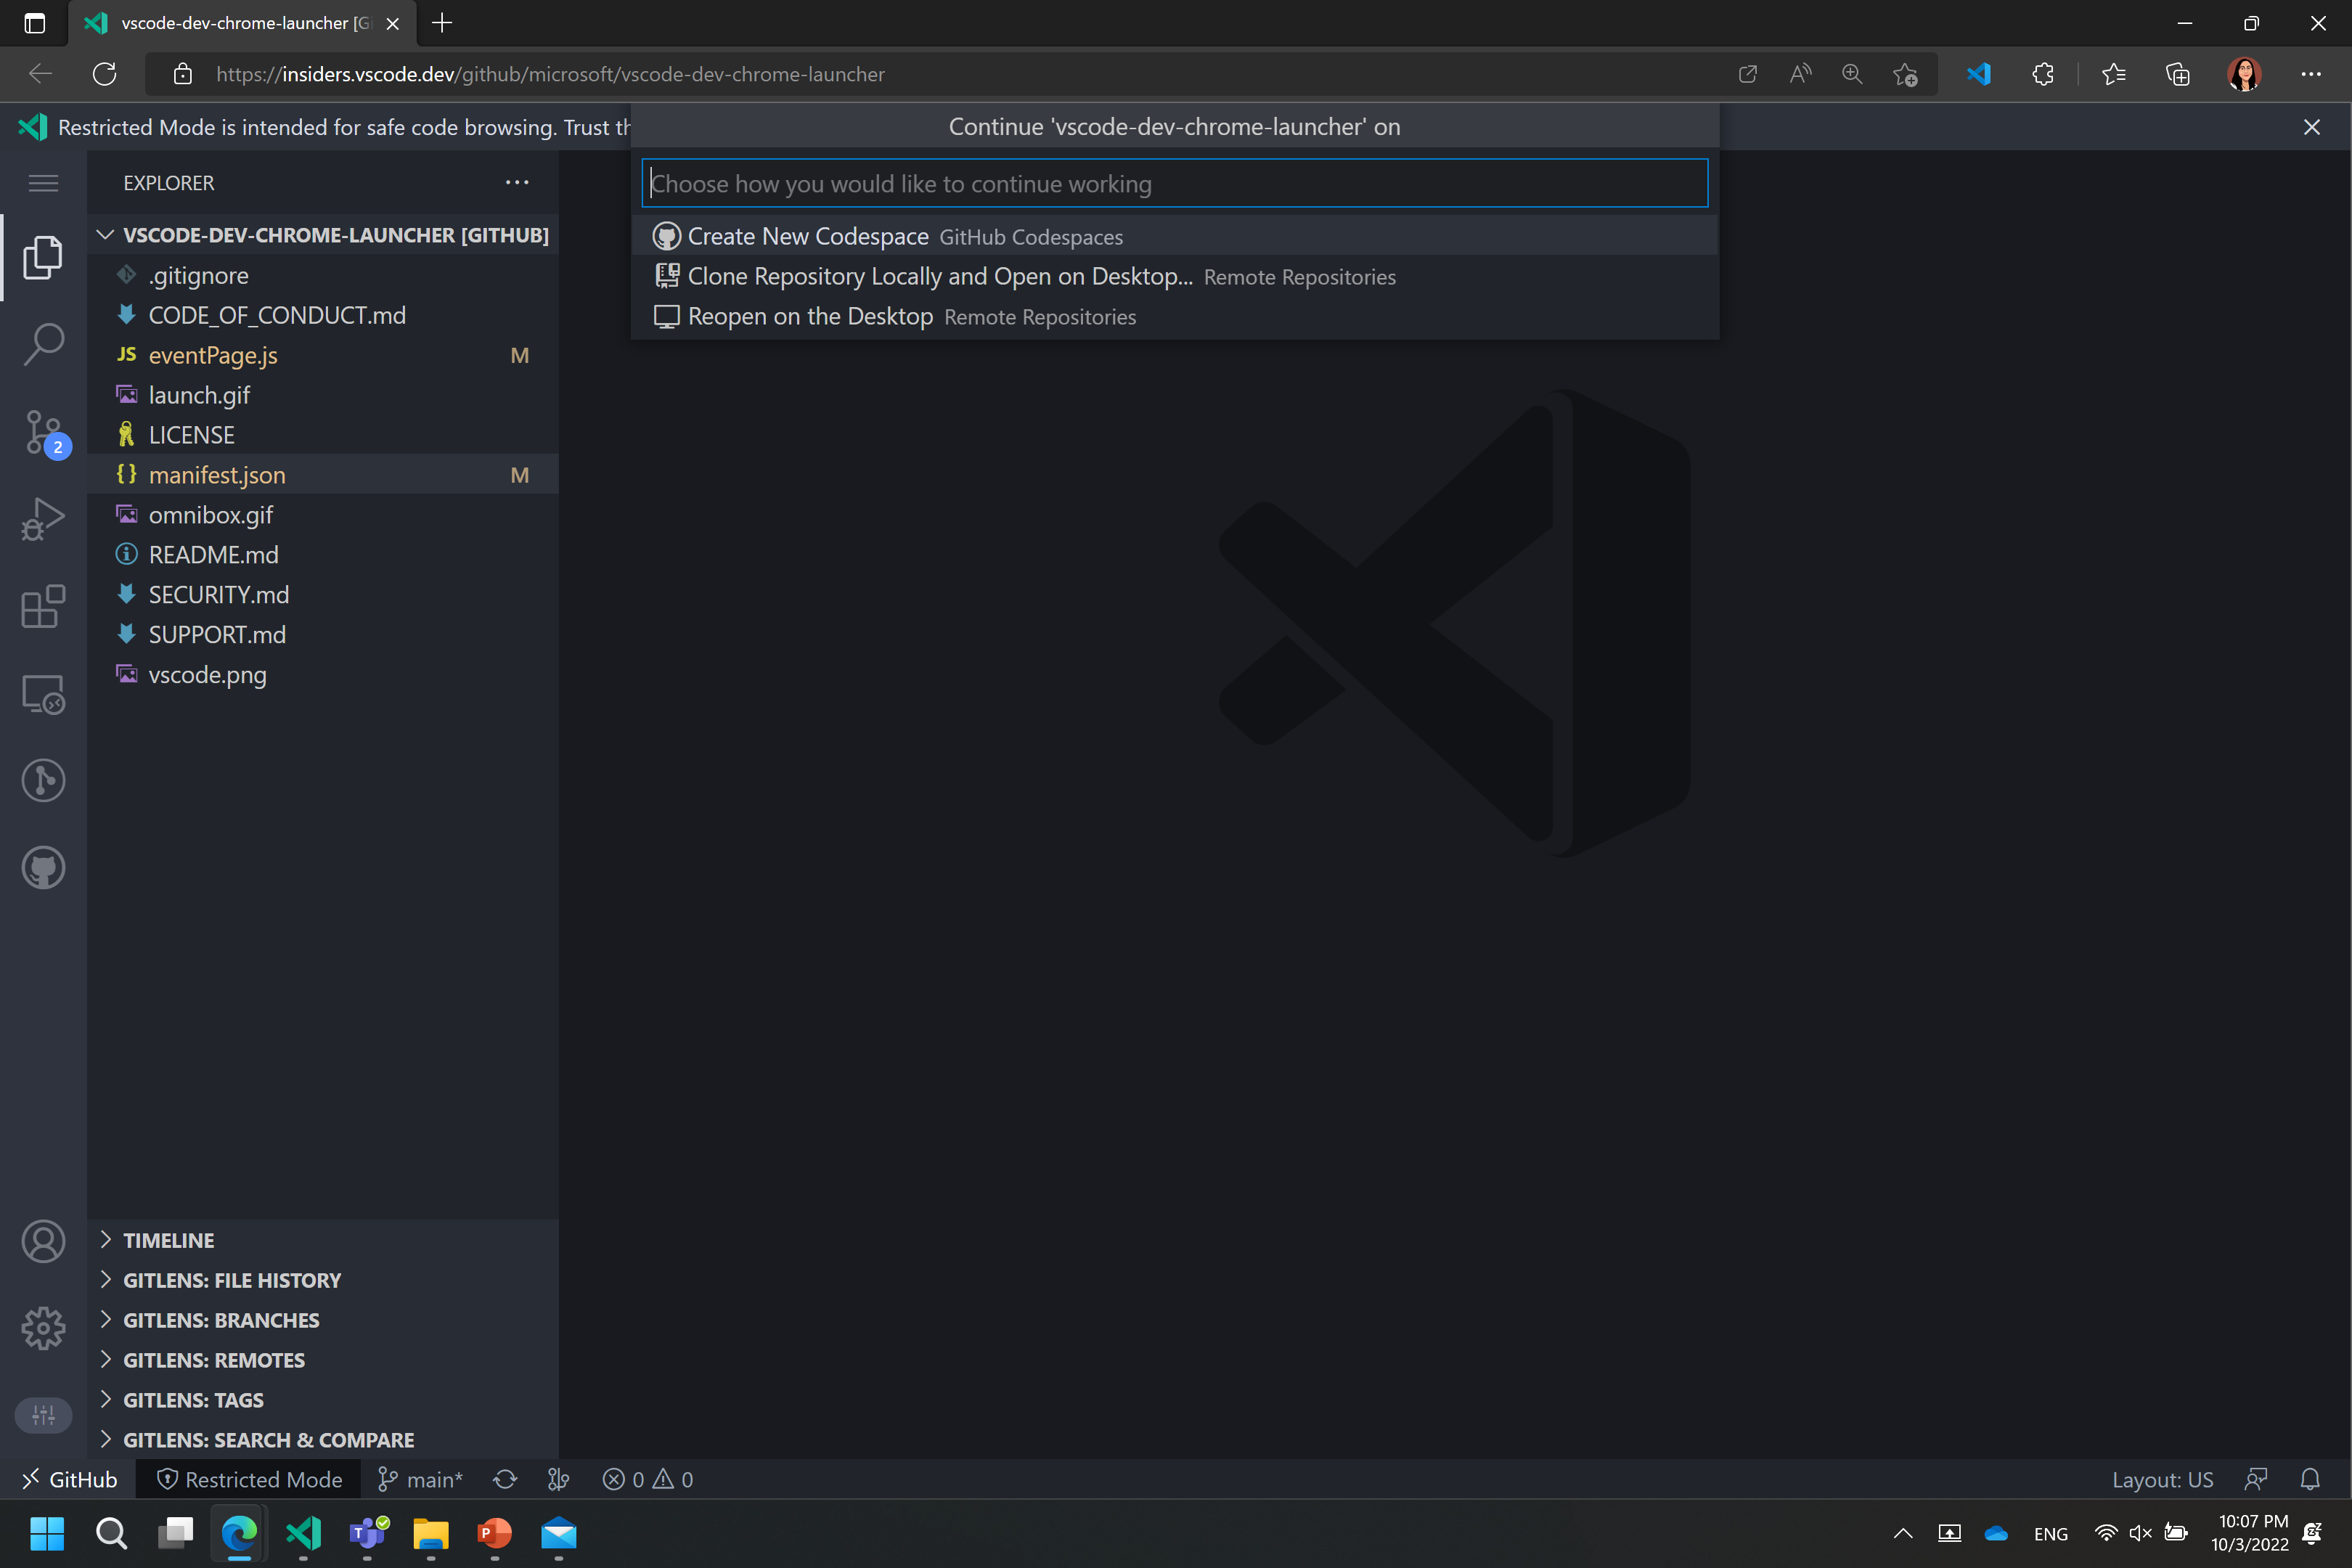 vscode-dev-chrome-launcher [G
https://insiders.vscode.dev/github/microsoft/vscode-dev-chrome-launcher
Restricted Mode is intended for safe code browsing. Trust th
Continue 'vscode-dev-chrome-launcher' on
Choose how you would like to continue working
Create New Codespace GitHub Codespaces
Clone Repository Locally and Open on Desktop... Remote Repositories
Reopen on the Desktop Remote Repositories
EXPLORER
VSCODE-DEV-CHROME-LAUNCHER [GITHUB]
.gitignore
CODE_OF_CONDUCT.md
JS eventPage.js M
launch.gif
LICENSE
{} manifest.json M
omnibox.gif
README.md
SECURITY.md
SUPPORT.md
vscode.png
2
TIMELINE
GITLENS: FILE HISTORY
GITLENS: BRANCHES
GITLENS: REMOTES
GITLENS: TAGS
GITLENS: SEARCH & COMPARE
GitHub Restricted Mode main* 0 0 Layout: US
ENG
10:07 PM
10/3/2022